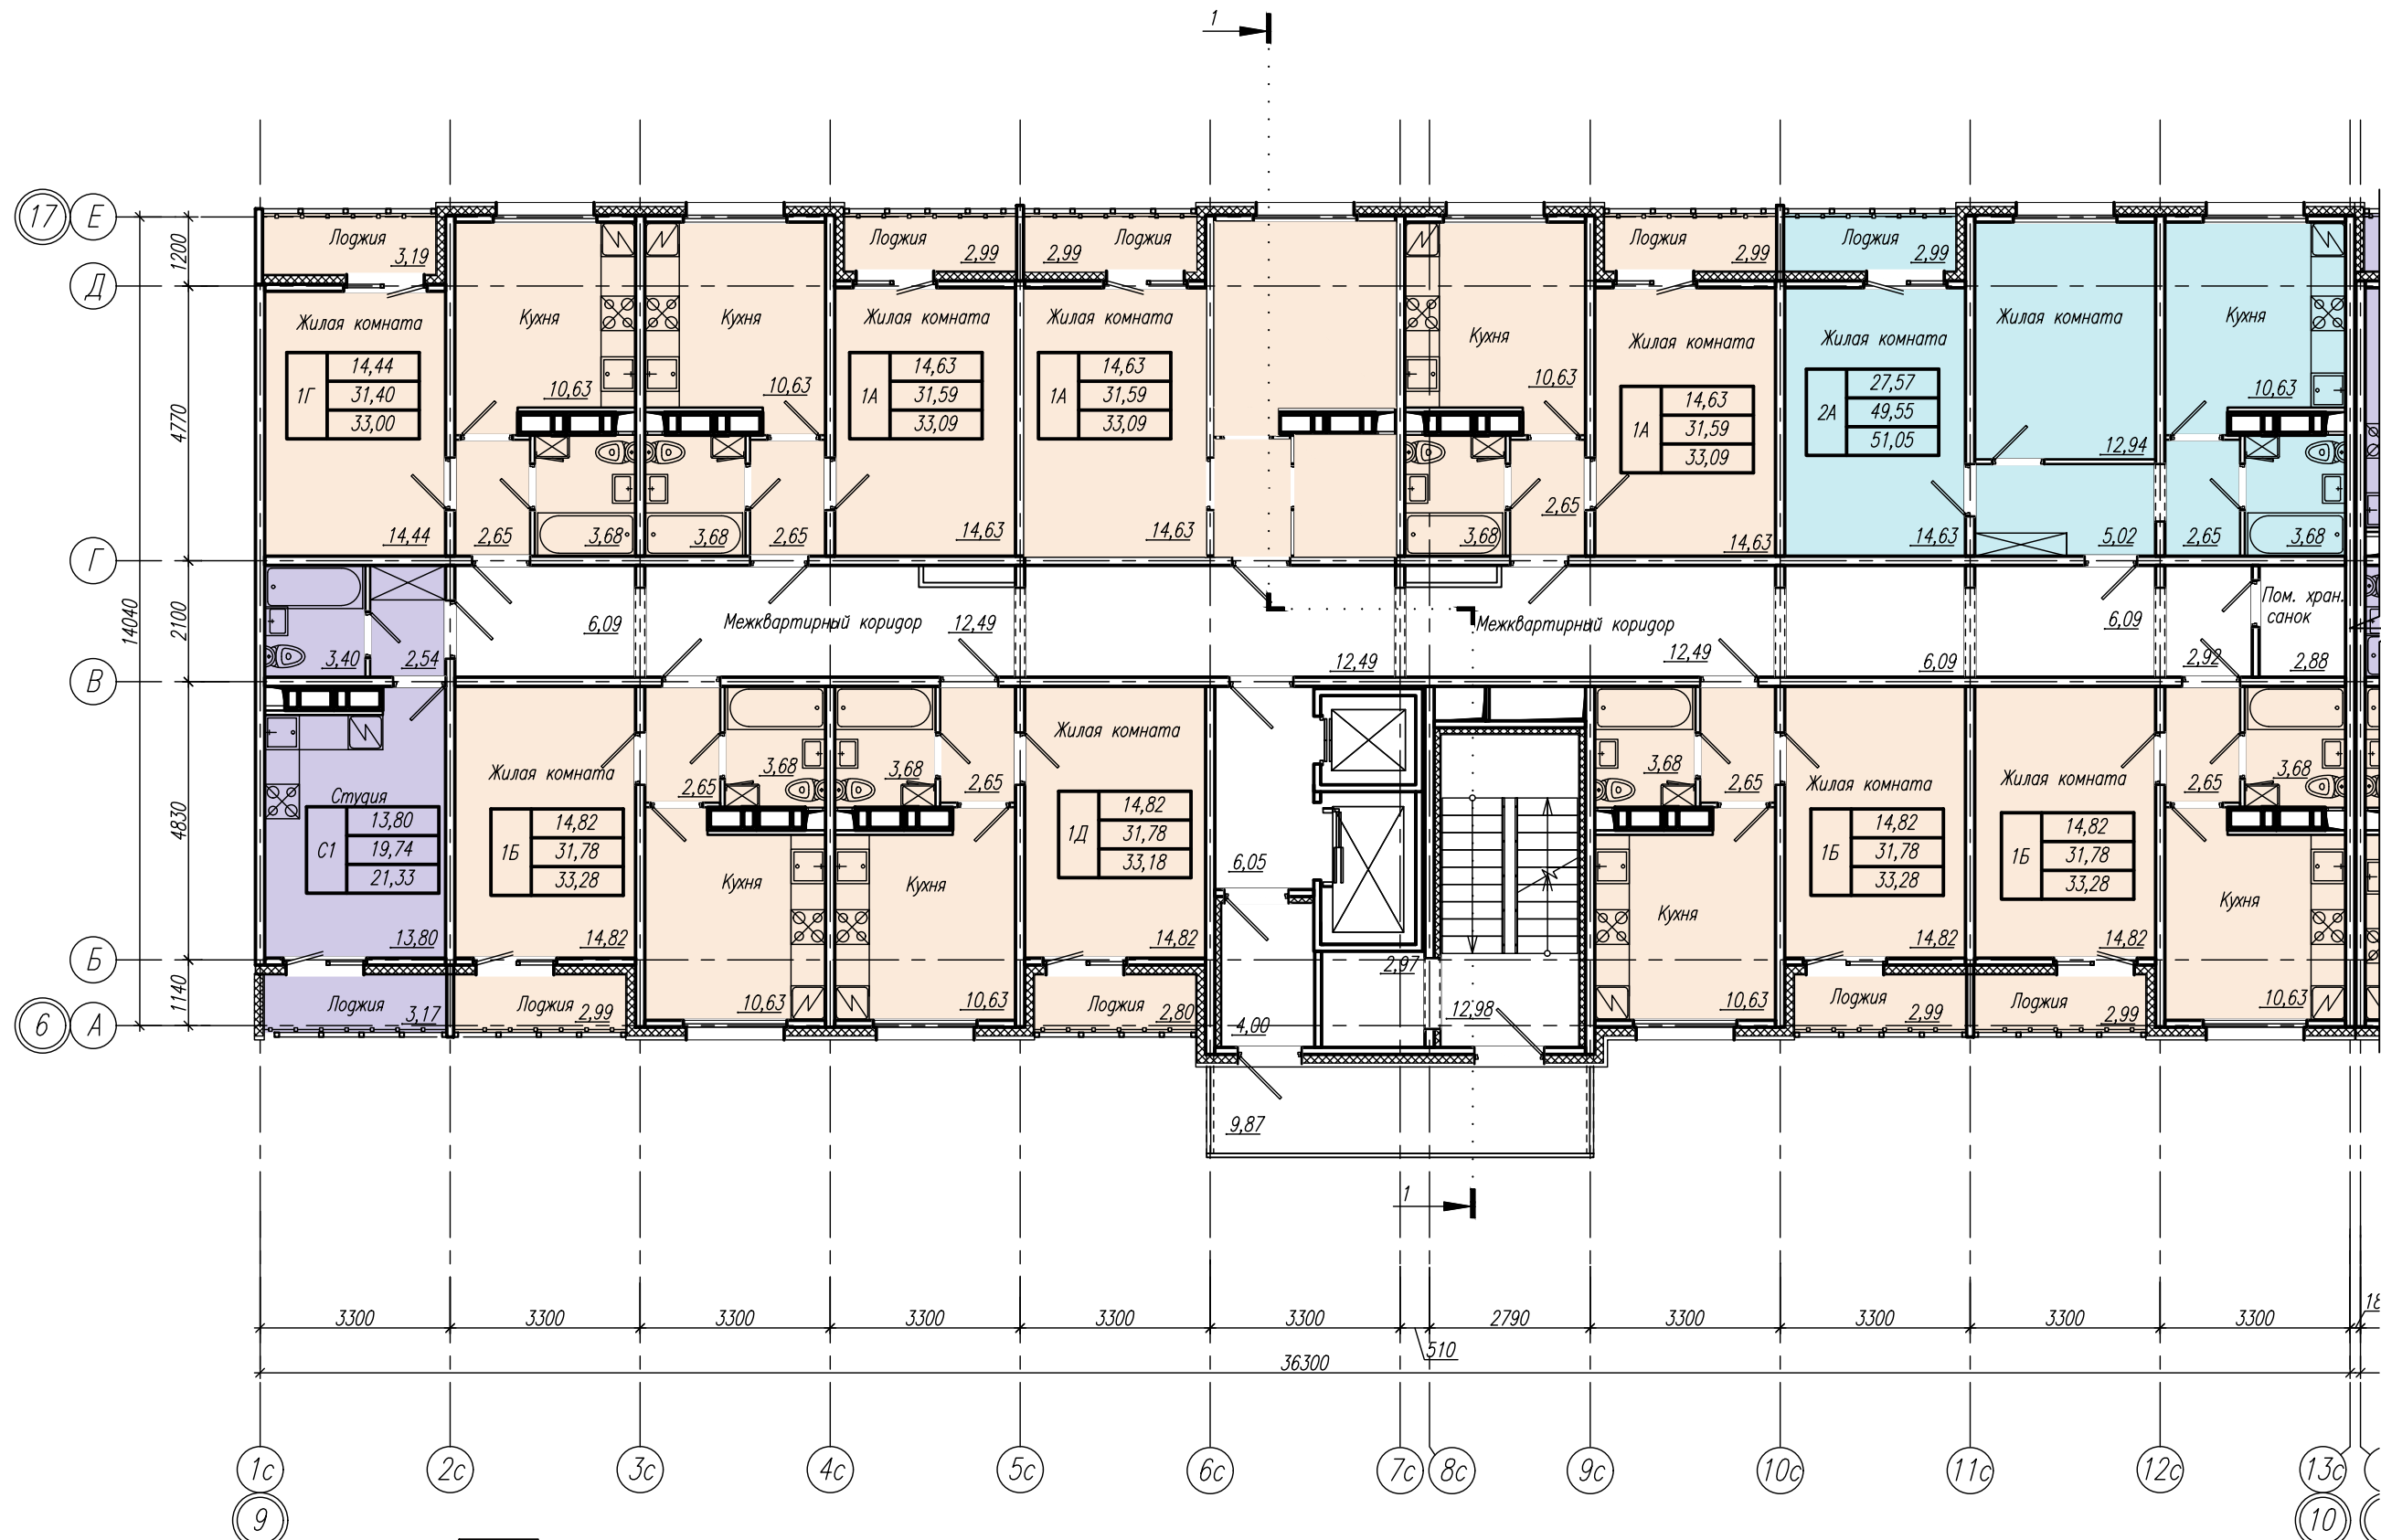 1
17 Е
Д
Г
В
Б
6 А
1200
4770
2100
4830
1140
14040
Лоджия
3,19
Лоджия
2,99
2,99
Лоджия
Лоджия
2,99
Лоджия
2,99
Жилая комната
1Г
14,44
31,40
33,00
14,44
Кухня
10,63
2,65
3,68
Кухня
10,63
3,68
2,65
Жилая комната
1А
14,63
31,59
33,09
14,63
Жилая комната
1А
14,63
31,59
33,09
14,63
Кухня
10,63
3,68
2,65
Жилая комната
1А
14,63
31,59
33,09
14,63
Жилая комната
2А
27,57
49,55
51,05
14,63
Жилая комната
12,94
5,02
Кухня
10,63
2,65
3,68
3,40
2,54
6,09
Межквартирный коридор
12,49
12,49
Межквартирный коридор
12,49
6,09
6,09
2,92
Пом. хран.
санок
2,88
Студия
С1
13,80
19,74
21,33
13,80
Лоджия
3,17
Жилая комната
1Б
14,82
31,78
33,28
14,82
Лоджия
2,99
2,65
3,68
Кухня
10,63
3,68
2,65
Кухня
10,63
Жилая комната
1Д
14,82
31,78
33,18
14,82
Лоджия
2,80
6,05
4,00
2,97
12,98
9,87
3,68
2,65
Кухня
10,63
Жилая комната
1Б
14,82
31,78
33,28
14,82
Лоджия
2,99
Жилая комната
1Б
14,82
31,78
33,28
14,82
Лоджия
2,99
2,65
3,68
Кухня
10,63
1
3300 3300 3300 3300 3300 3300 510 2790 3300 3300 3300 3300
36300
1с 2с 3с 4с 5с 6с 7с 8с 9с 10с 11с 12с 13с
9 10